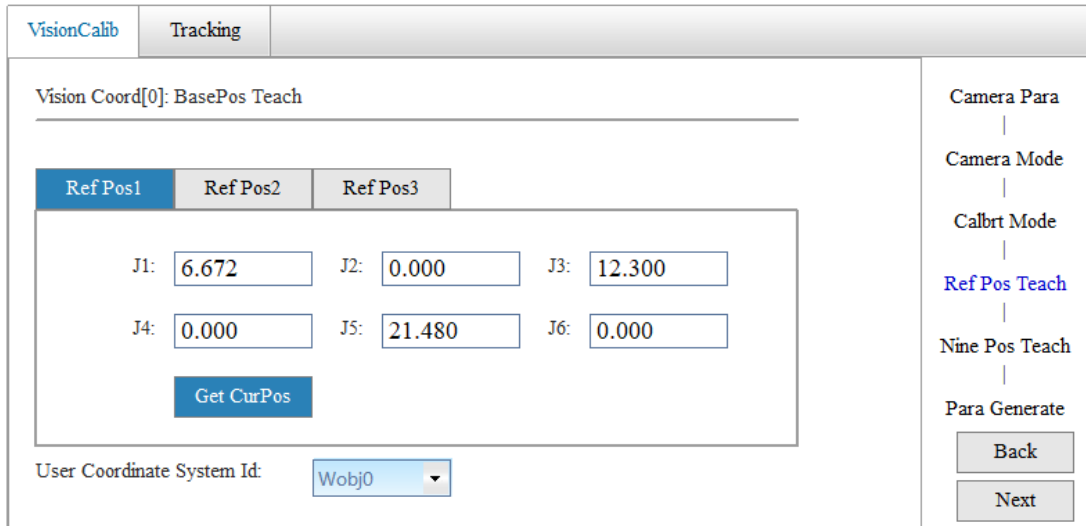 VisionCalib Tracking
Vision Coord[0]: BasePos Teach
Ref Pos1 Ref Pos2 Ref Pos3
J1: 6.672 J2: 0.000 J3: 12.300
J4: 0.000 J5: 21.480 J6: 0.000
Get CurPos
User Coordinate System Id: Wobj0
Camera Para
Camera Mode
Calbrt Mode
Ref Pos Teach
Nine Pos Teach
Para Generate
Back
Next